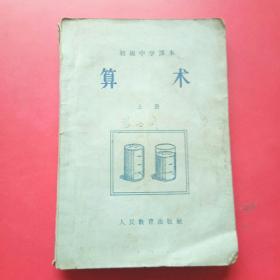 初级中学课本
算术
上册
人民教育出版社